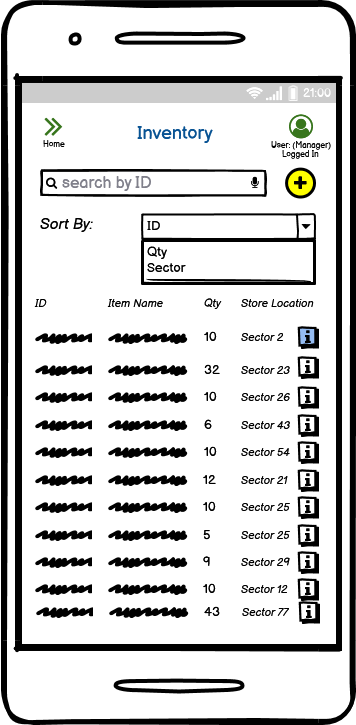 21:00
Home
Inventory
User: (Manager)
Logged In
search by ID
Sort By:
ID
Qty
Sector
ID Item Name Qty Store Location
10 Sector 2 i
32 Sector 23 i
10 Sector 26 i
6 Sector 43 i
10 Sector 54 i
12 Sector 21 i
10 Sector 25 i
5 Sector 25 i
9 Sector 29 i
10 Sector 12 i
43 Sector 77 i